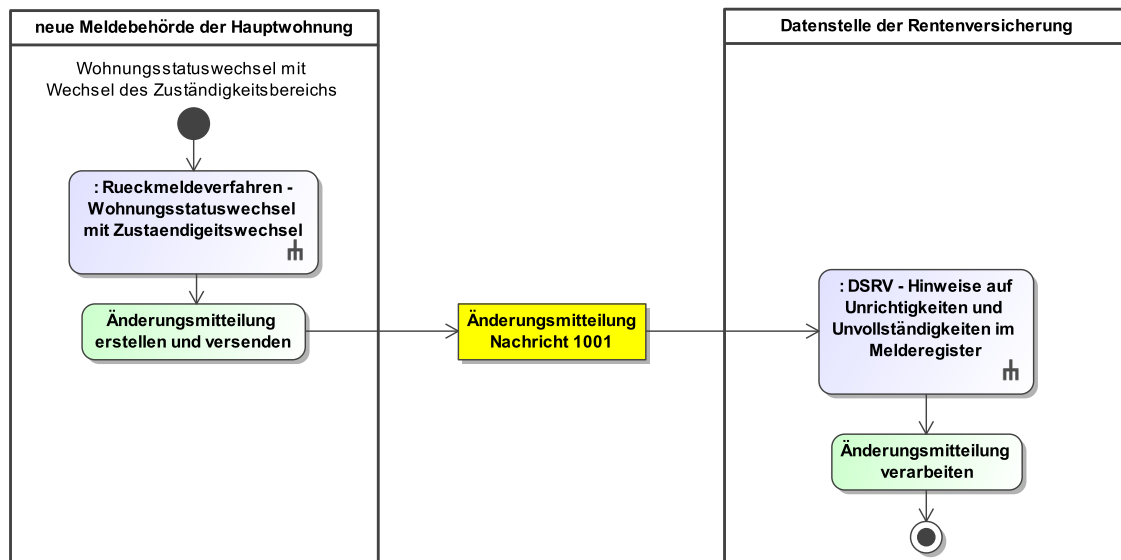 neue Meldebehörde der Hauptwohnung
Wohnungsstatuswechsel mit
Wechsel des Zuständigkeitsbereichs
: Rueckmeldeverfahren -
Wohnungsstatuswechsel
mit Zustaendigeitswechsel
Änderungsmitteilung
erstellen und versenden
Änderungsmitteilung
Nachricht 1001
Datenstelle der Rentenversicherung
: DSRV - Hinweise auf
Unrichtigkeiten und
Unvollständigkeiten im
Melderegister
Änderungsmitteilung
verarbeiten